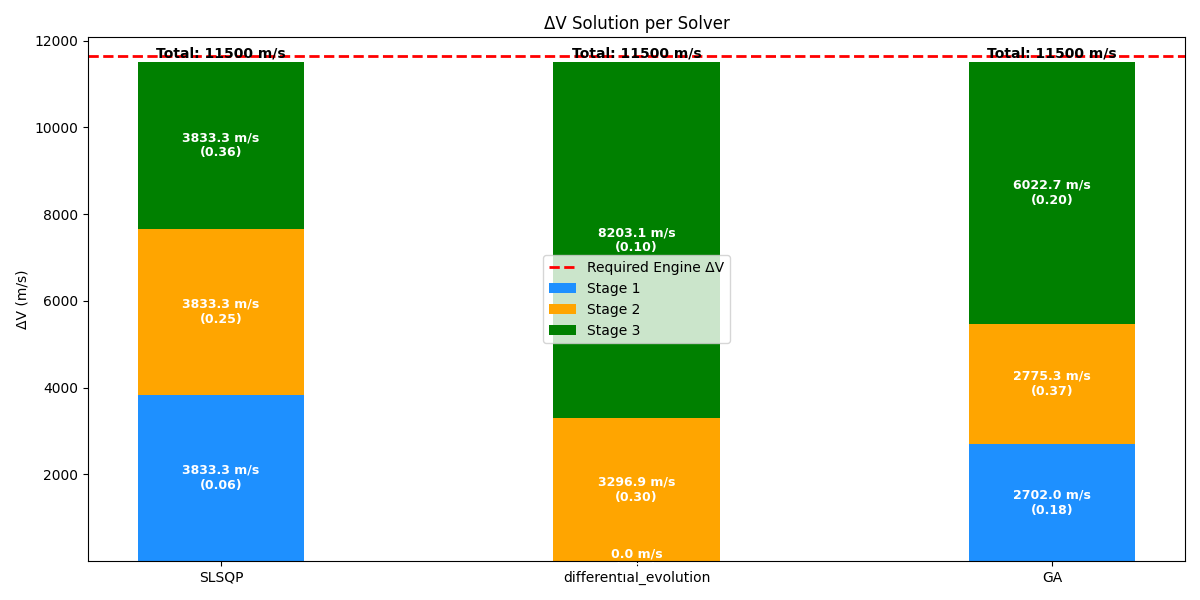 ΔV Solution per Solver
12000
10000
8000
6000
4000
2000
ΔV (m/s)
Total: 11500 m/s
3833.3 m/s
(0.36)
3833.3 m/s
(0.25)
3833.3 m/s
(0.06)
Total: 11500 m/s
8203.1 m/s
(0.10)
3296.9 m/s
(0.30)
0.0 m/s
Total: 11500 m/s
6022.7 m/s
(0.20)
2775.3 m/s
(0.37)
2702.0 m/s
(0.18)
Required Engine ΔV
Stage 1
Stage 2
Stage 3
SLSQP
differential_evolution
GA